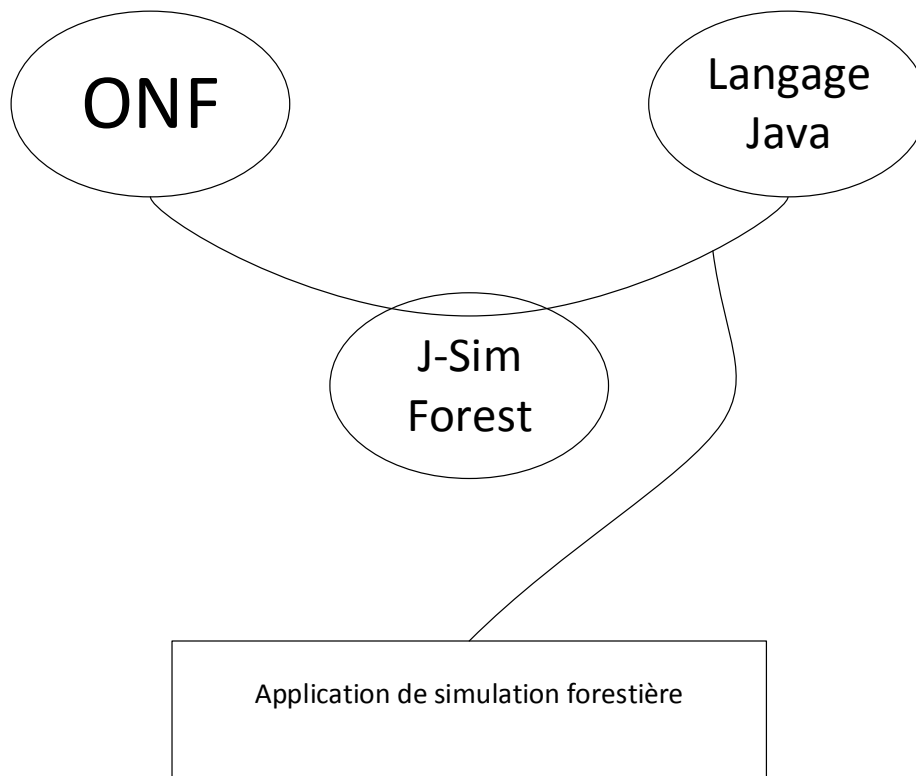 ONF
Langage
Java
J-Sim
Forest
Application de simulation forestière